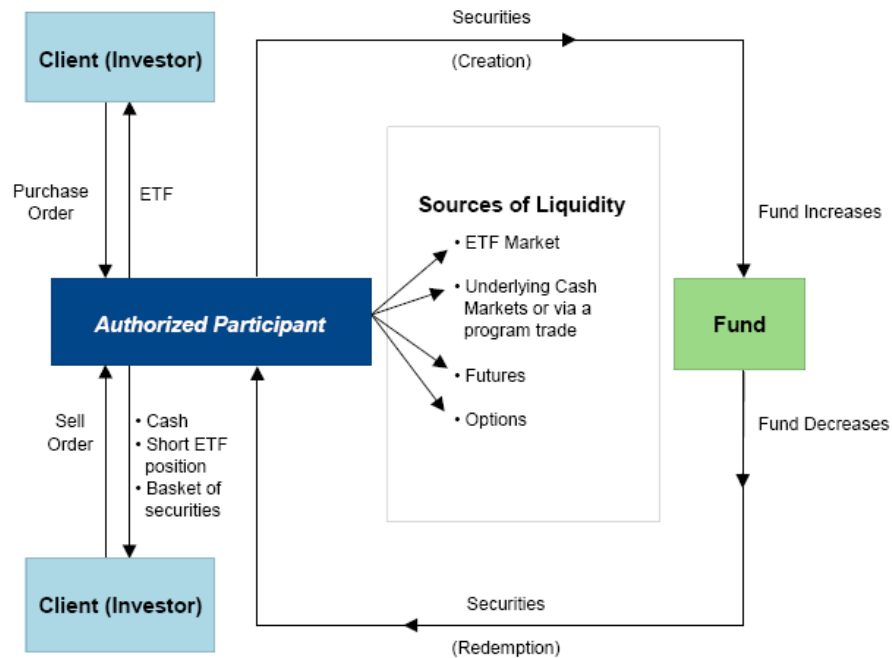 Securities
(Creation)
Client (Investor)
Purchase
Order
ETF
Sources of Liquidity
• ETF Market
• Underlying Cash
Markets or via a
program trade
• Futures
• Options
Fund Increases
Authorized Participant
Fund
Fund Decreases
Sell
Order
• Cash
• Short ETF
position
• Basket of
securities
Client (Investor)
Securities
(Redemption)